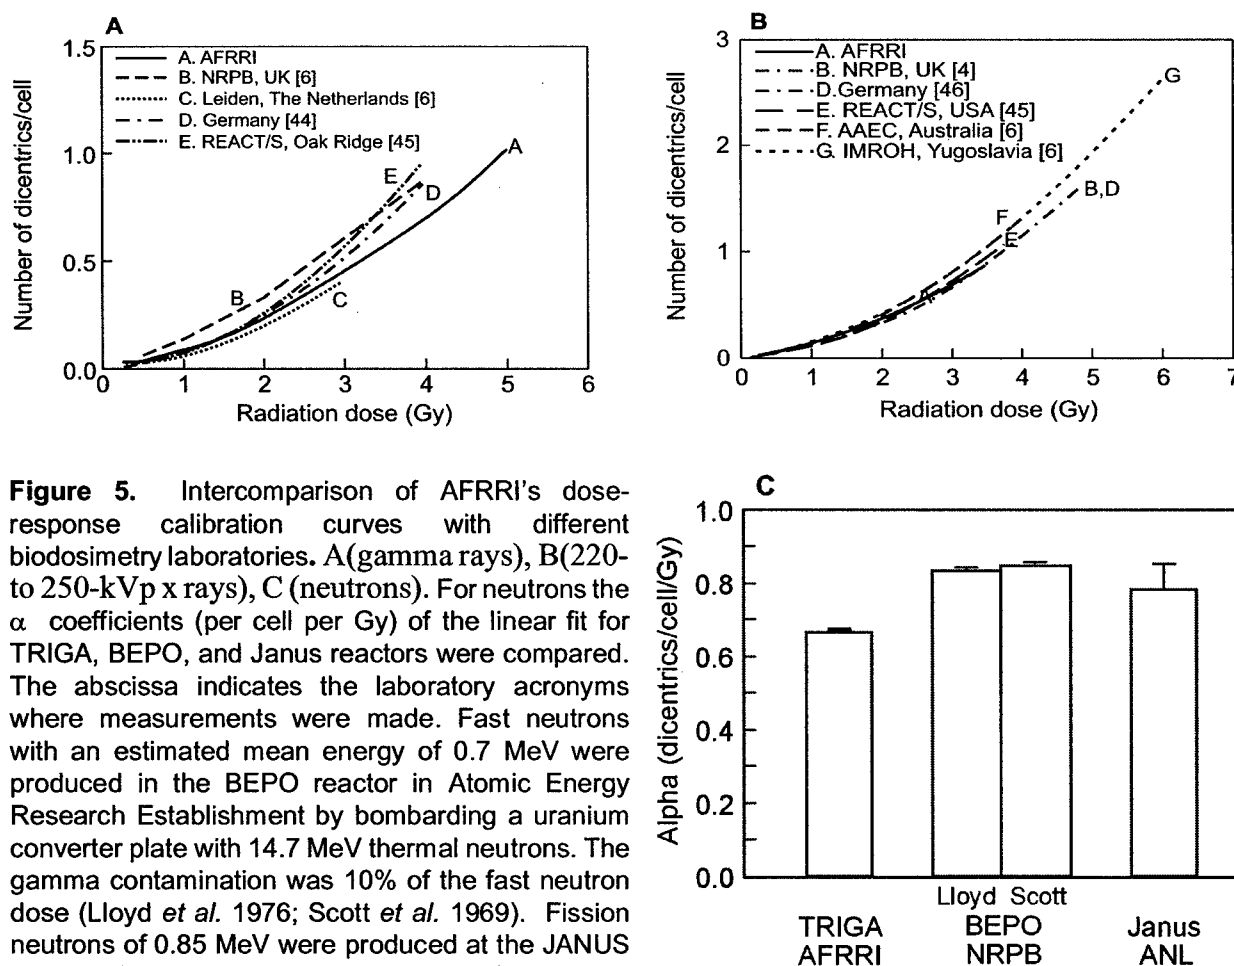 A
Number of dicentrics/cell
1.5
1.0
0.5
0.0
A. AFRRI
B. NRPB, UK [6]
C. Leiden, The Netherlands [6]
D. Germany [44]
E. REACT/S, Oak Ridge [45]
A
B
C
D
E
0 1 2 3 4 5 6
Radiation dose (Gy)
B
Number of dicentrics/cell
3
2
1
0
A. AFRRI
B. NRPB, UK [4]
D.Germany [46]
E. REACT/S, USA [45]
F. AAEC, Australia [6]
G. IMROH, Yugoslavia [6]
G
B,D
F
E
A
0 1 2 3 4 5 6 7
Radiation dose (Gy)
Figure 5. Intercomparison of AFRRI's dose-
response calibration curves with different
biodosimetry laboratories. A(gamma rays), B(220-
to 250-kVp x rays), C (neutrons). For neutrons the
α coefficients (per cell per Gy) of the linear fit for
TRIGA, BEPO, and Janus reactors were compared.
The abscissa indicates the laboratory acronyms
where measurements were made. Fast neutrons
with an estimated mean energy of 0.7 MeV were
produced in the BEPO reactor in Atomic Energy
Research Establishment by bombarding a uranium
converter plate with 14.7 MeV thermal neutrons. The
gamma contamination was 10% of the fast neutron
dose (Lloyd et al. 1976; Scott et al. 1969). Fission
neutrons of 0.85 MeV were produced at the JANUS
C
Alpha (dicentrics/cell/Gy)
1.0
0.8
0.6
0.4
0.2
0.0
Lloyd Scott
TRIGA BEPO Janus
AFRRI NRPB ANL